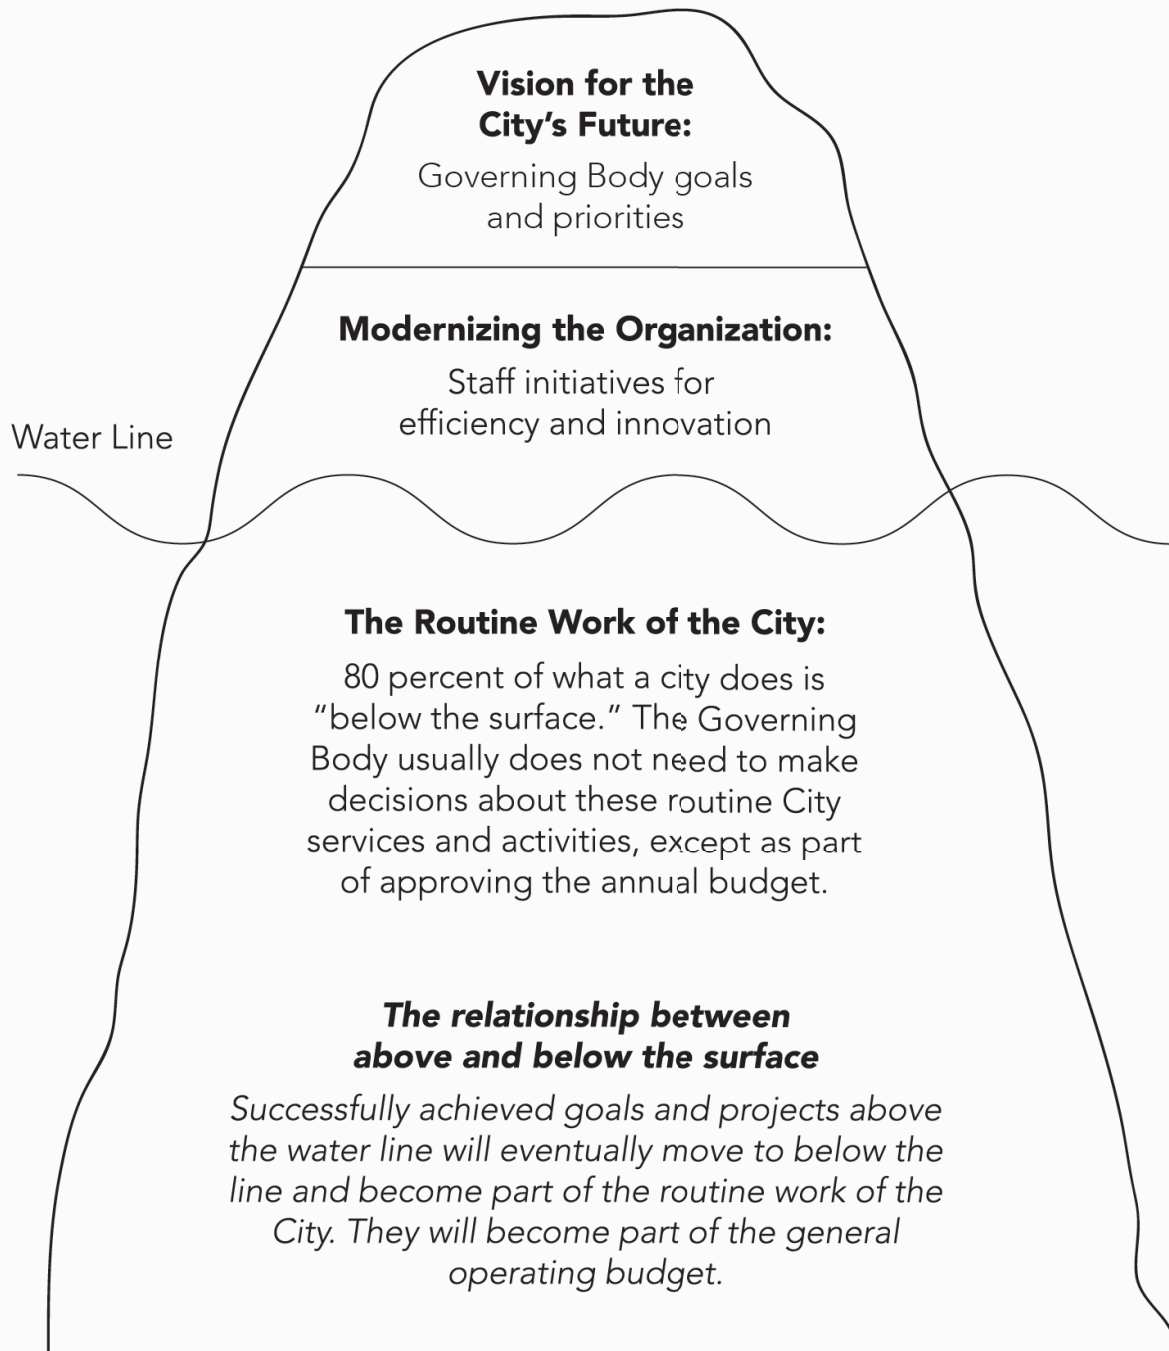 Vision for the
City’s Future:
Governing Body goals
and priorities
Modernizing the Organization:
Staff initiatives for
efficiency and innovation
Water Line
The Routine Work of the City:
80 percent of what a city does is
“below the surface.” The Governing
Body usually does not need to make
decisions about these routine City
services and activities, except as part
of approving the annual budget.
The relationship between
above and below the surface
Successfully achieved goals and projects above
the water line will eventually move to below the
line and become part of the routine work of the
City. They will become part of the general
operating budget.